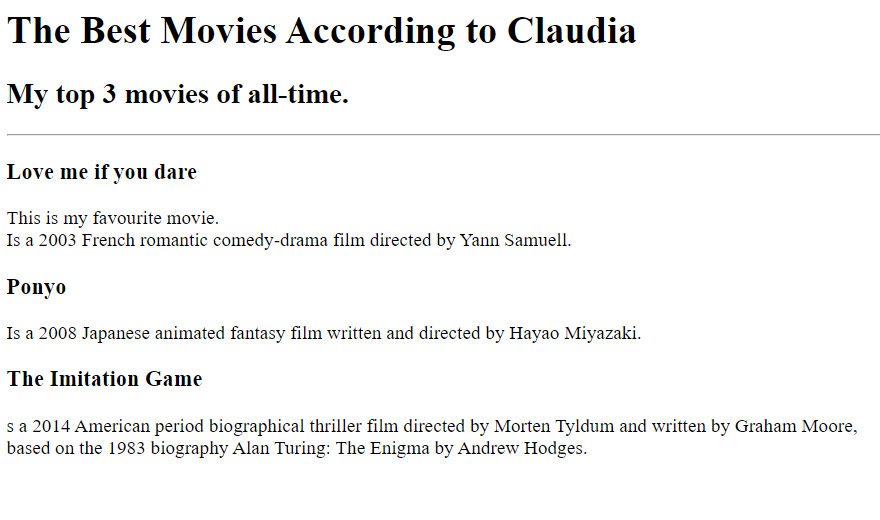 The Best Movies According to Claudia
My top 3 movies of all-time.
Love me if you dare
This is my favourite movie.
Is a 2003 French romantic comedy-drama film directed by Yann Samuell.
Ponyo
Is a 2008 Japanese animated fantasy film written and directed by Hayao Miyazaki.
The Imitation Game
s a 2014 American period biographical thriller film directed by Morten Tyldum and written by Graham Moore,
based on the 1983 biography Alan Turing: The Enigma by Andrew Hodges.